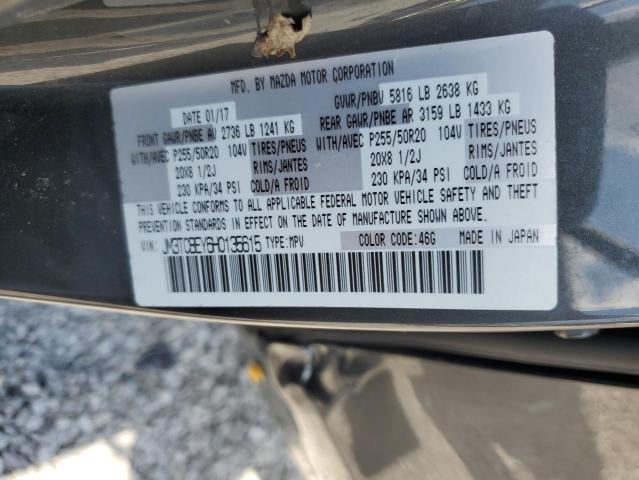 MFD. BY MAZDA MOTOR CORPORATION
DATE 01/17 GVWR/PNBV 5816 LB 2638 KG
FRONT GAWR/PNBE AV 2736 LB 1241 KG REAR GAWR/PNBE AR 3159 LB 1433 KG
WITH/AVEC P255/50R20 104V TIRES/PNEUS WITH/AVEC P255/50R20 104V TIRES/PNEUS
20X8 1/2J RIMS/JANTES 20X8 1/2J RIMS/JANTES
230 KPA/34 PSI COLD/A FROID 230 KPA/34 PSI COLD/A FROID
THIS VEHICLE CONFORMS TO ALL APPLICABLE FEDERAL MOTOR VEHICLE SAFETY AND THEFT
PREVENTION STANDARDS IN EFFECT ON THE DATE OF MANUFACTURE SHOWN ABOVE.
VIN: JM3TCBEY6H0135615 TYPE:MPV COLOR CODE:46G MADE IN JAPAN